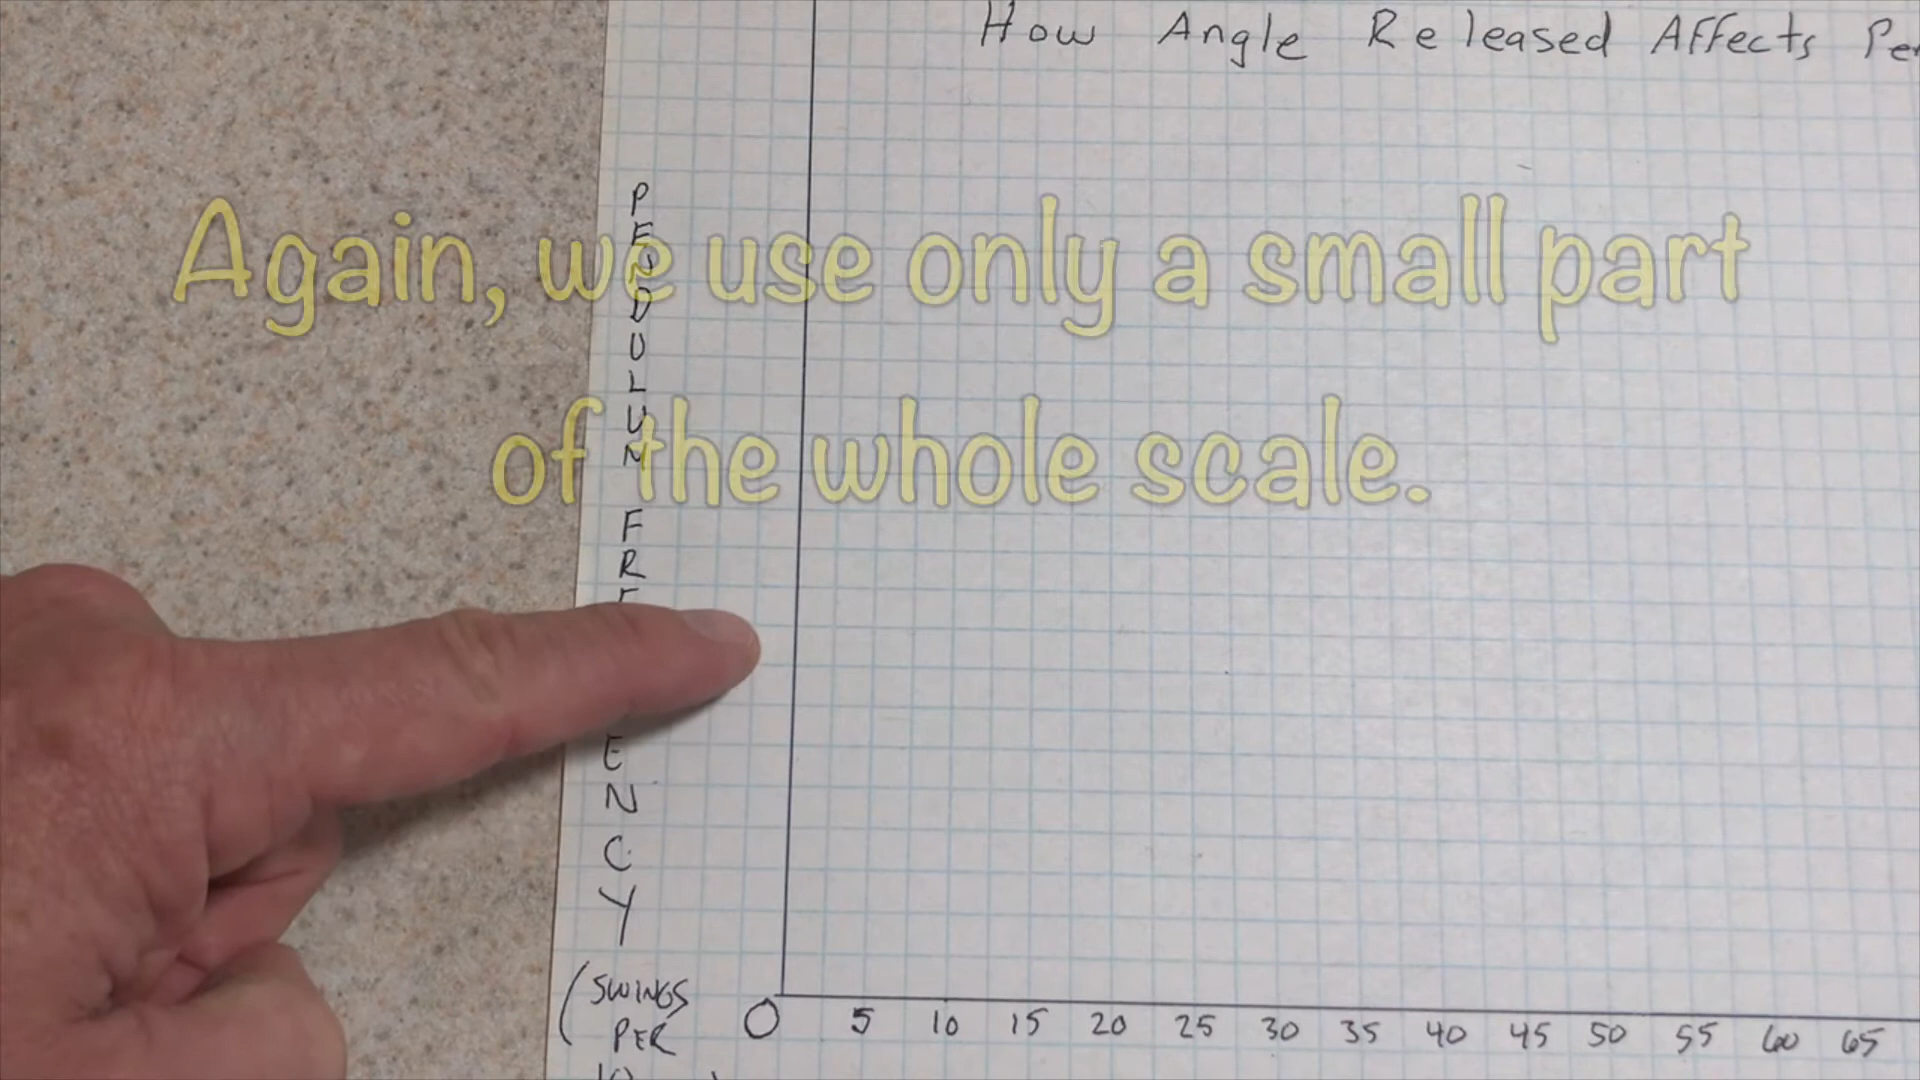 How Angle Released Affects
Again, we use only a small part
of the whole scale.
P
E
N
D
U
L
U
M
F
R
E
E
N
C
Y
(SWINGS
PER
10
0 5 10 15 20 25 30 35 40 45 50 55 60 65